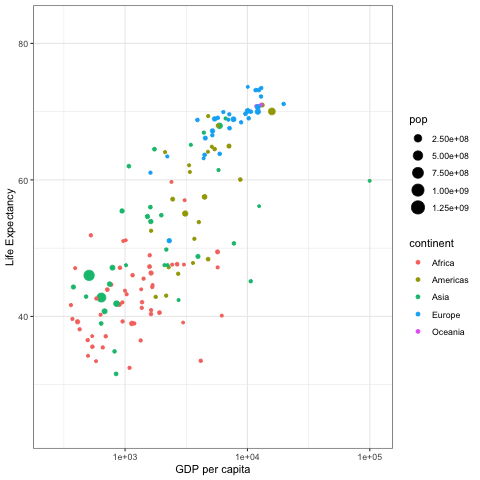 80
60
40
Life Expectancy
1e+03
1e+04
1e+05
GDP per capita
pop
2.50e+08
5.00e+08
7.50e+08
1.00e+09
1.25e+09
continent
Africa
Americas
Asia
Europe
Oceania